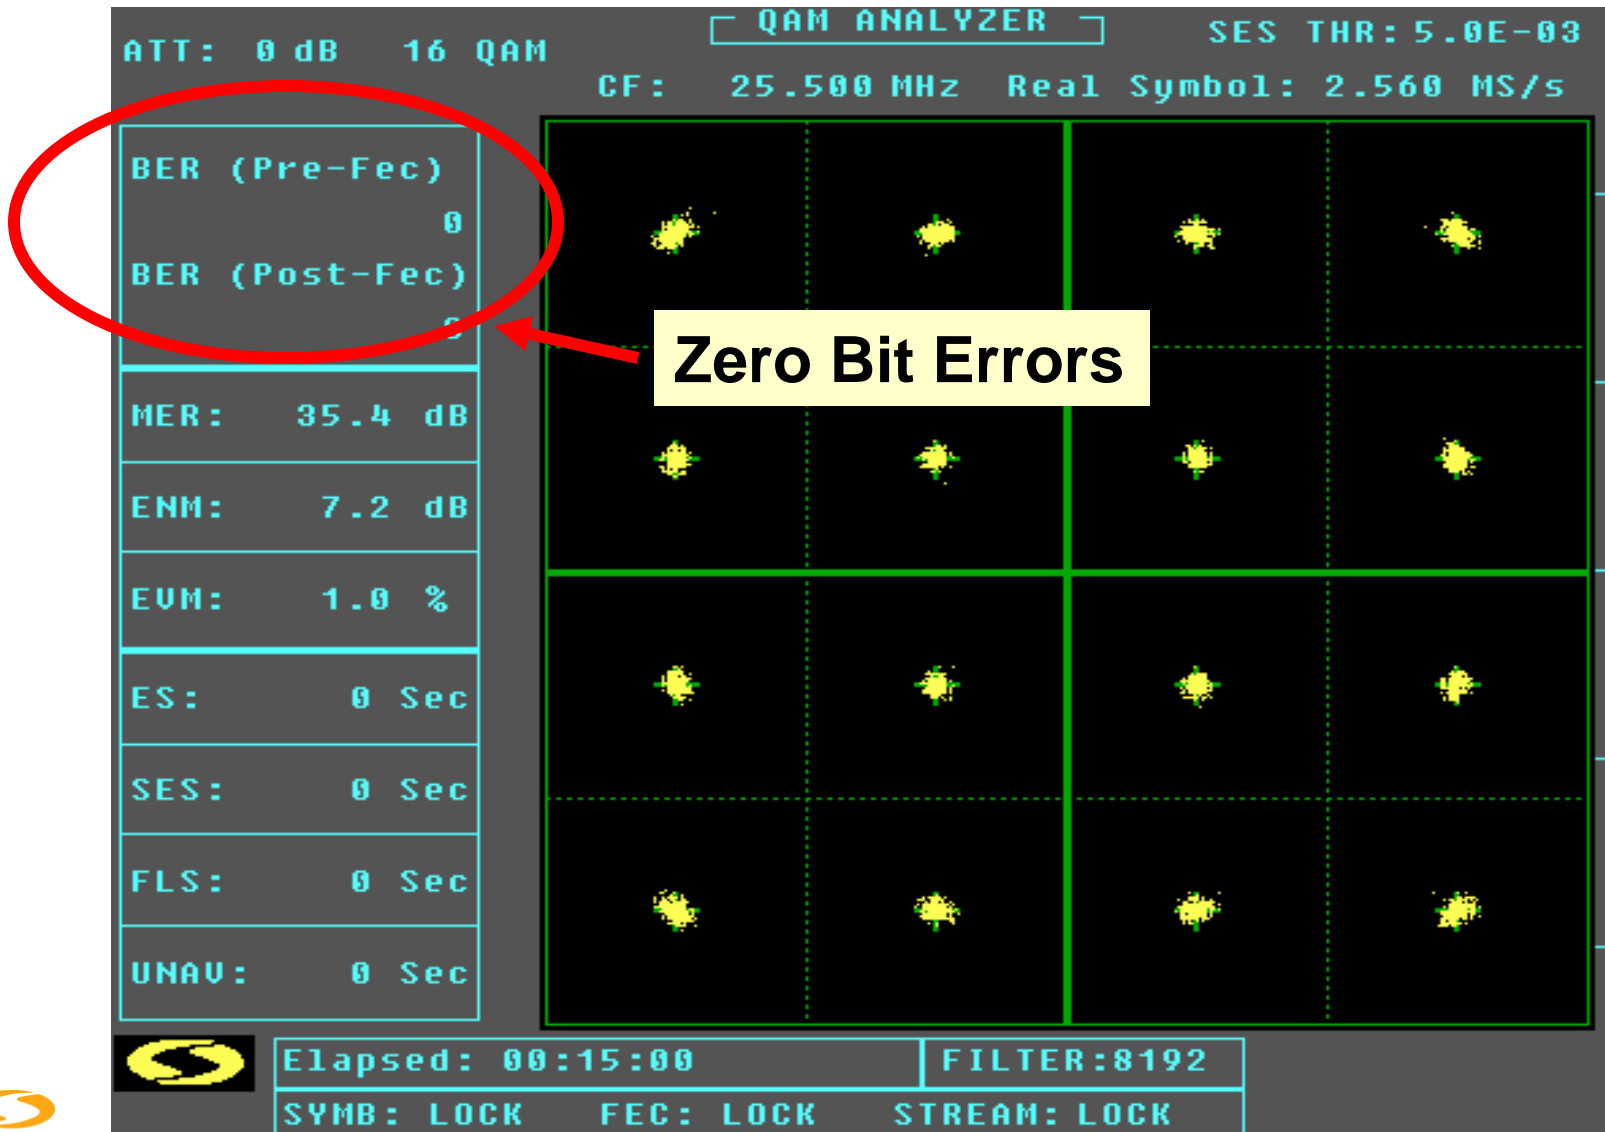 QAM ANALYZER
SES THR: 5.0E-03
ATT: 0 dB 16 QAM
CF: 25.500 MHz Real Symbol: 2.560 MS/s
BER (Pre-Fec)
0
BER (Post-Fec)
0
Zero Bit Errors
MER: 35.4 dB
ENM: 7.2 dB
EVM: 1.0 %
ES: 0 Sec
SES: 0 Sec
FLS: 0 Sec
UNAV: 0 Sec
Elapsed: 00:15:00 FILTER:8192
SYMB: LOCK FEC: LOCK STREAM: LOCK